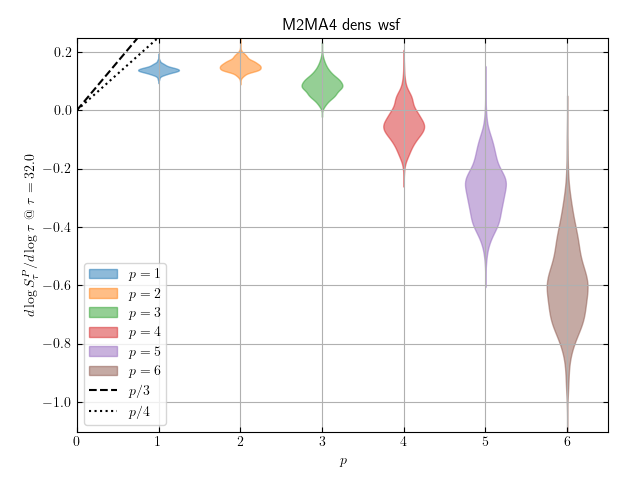 M2MA4 dens wsf
d log S_τ^P / d log τ @ τ = 32.0
0.2
0.0
−0.2
−0.4
−0.6
−0.8
−1.0
p = 1
p = 2
p = 3
p = 4
p = 5
p = 6
p/3
p/4
0 1 2 3 4 5 6
p